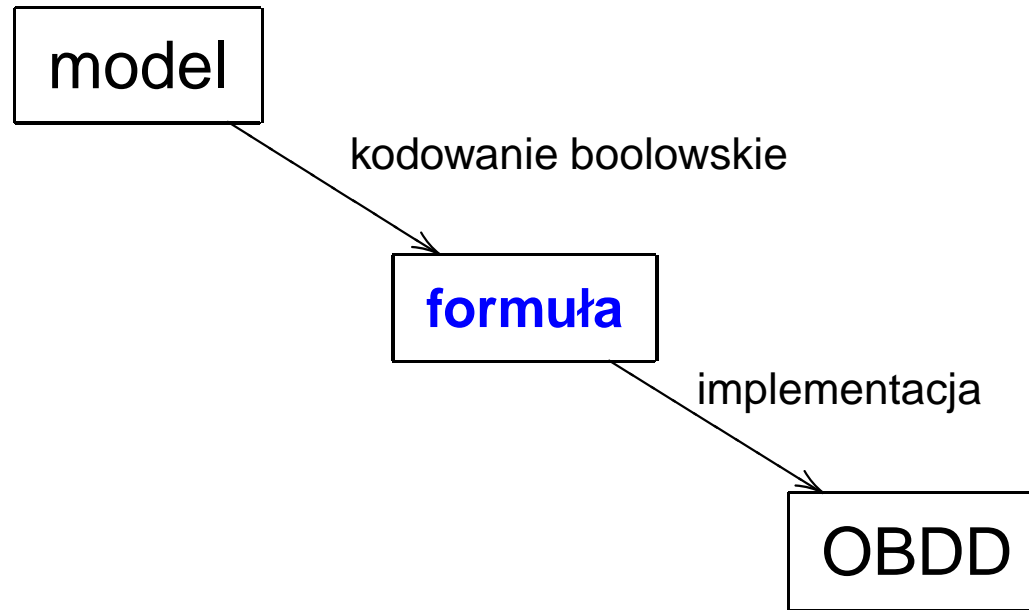 model
kodowanie boolowskie
formuła
implementacja
OBDD